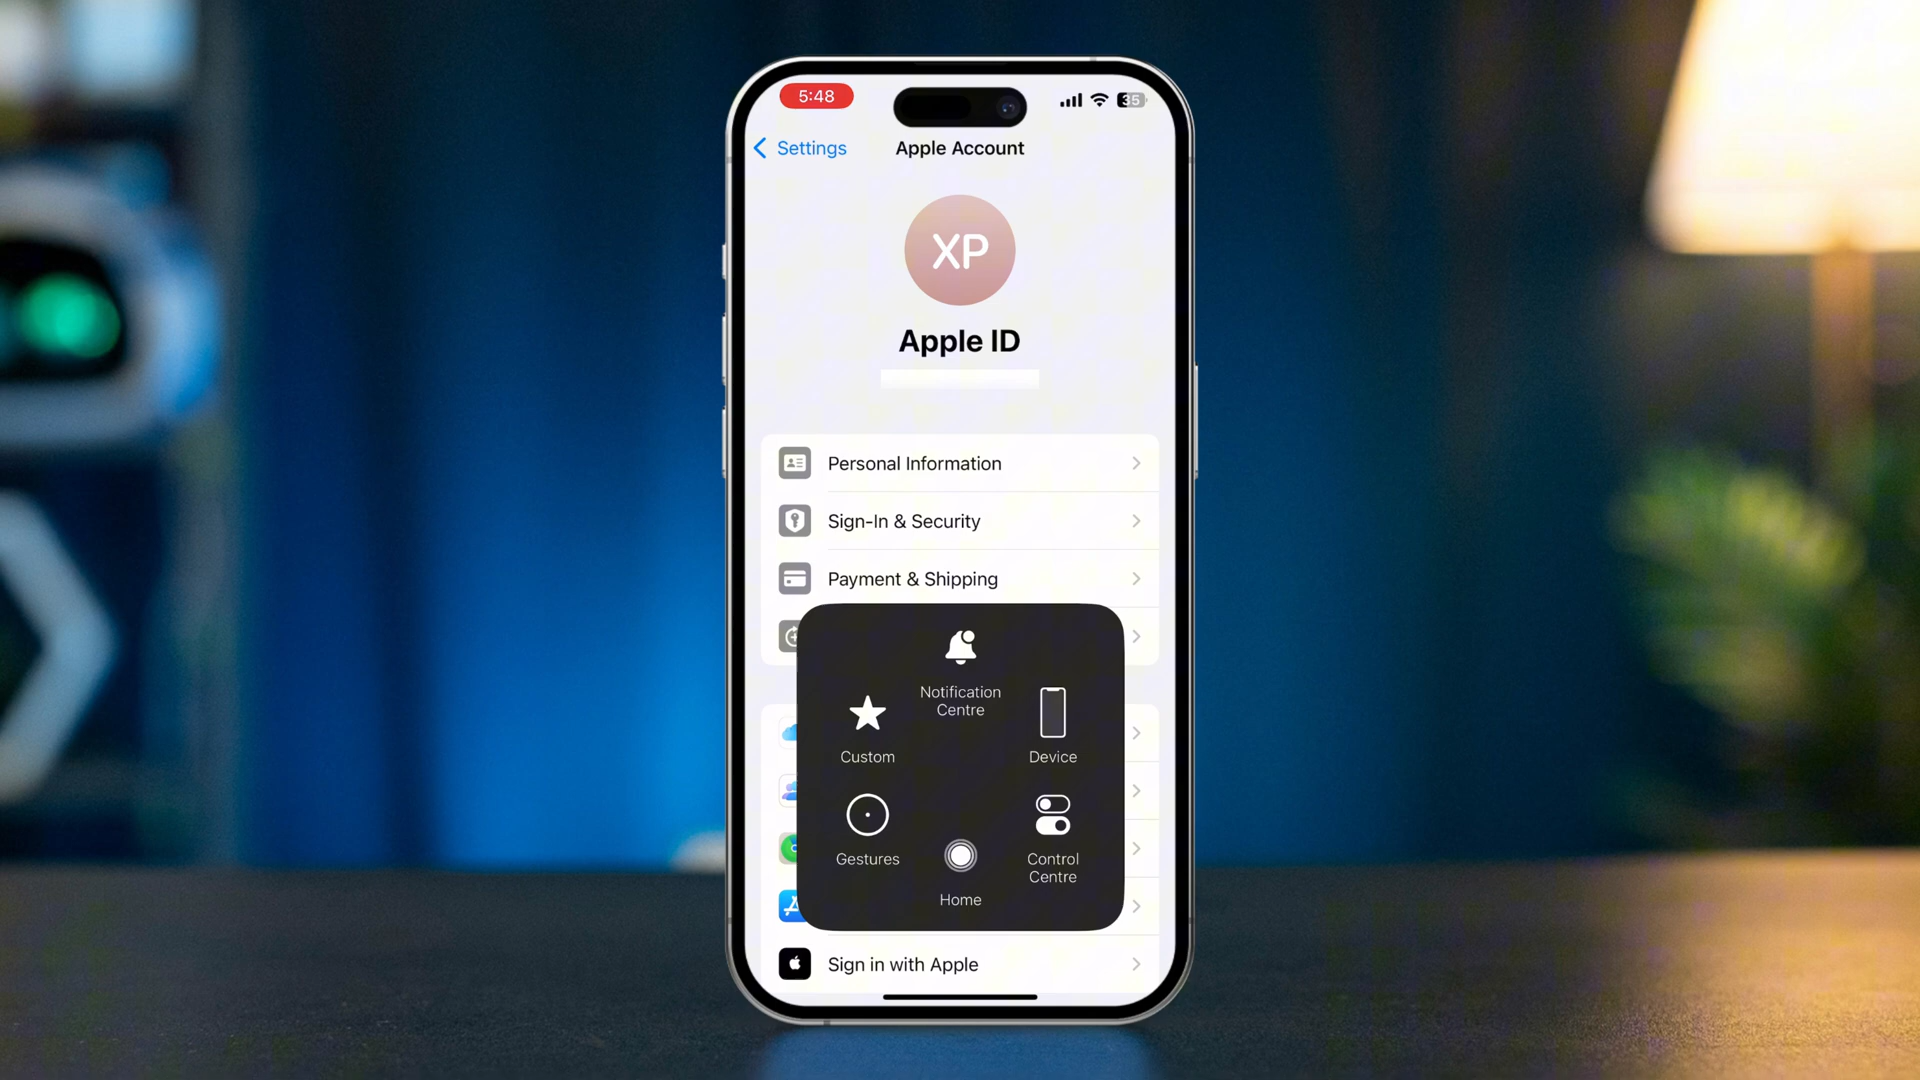 5:48
35
Settings
Apple Account
XP
Apple ID
Personal Information
Sign-In & Security
Payment & Shipping
Notification
Centre
Custom
Device
Gestures
Control
Centre
Home
Sign in with Apple